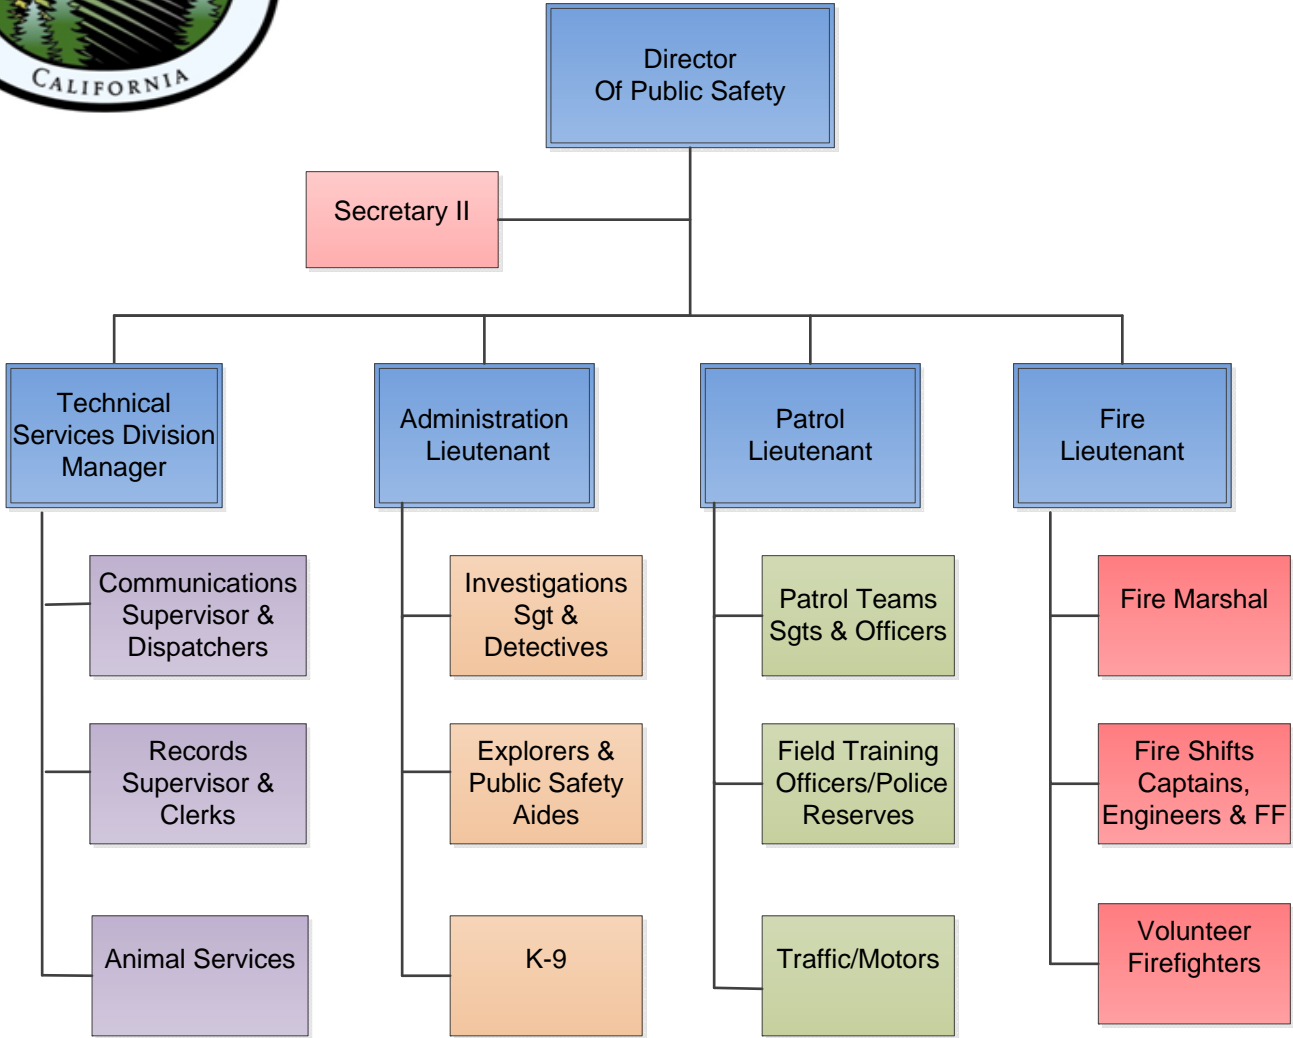 CALIFORNIA
Director
Of Public Safety
Secretary II
Technical
Services Division
Manager
Administration
Lieutenant
Patrol
Lieutenant
Fire
Lieutenant
Communications
Supervisor &
Dispatchers
Investigations
Sgt &
Detectives
Patrol Teams
Sgts & Officers
Fire Marshal
Records
Supervisor &
Clerks
Explorers &
Public Safety
Aides
Field Training
Officers/Police
Reserves
Fire Shifts
Captains,
Engineers & FF
Animal Services
K-9
Traffic/Motors
Volunteer
Firefighters